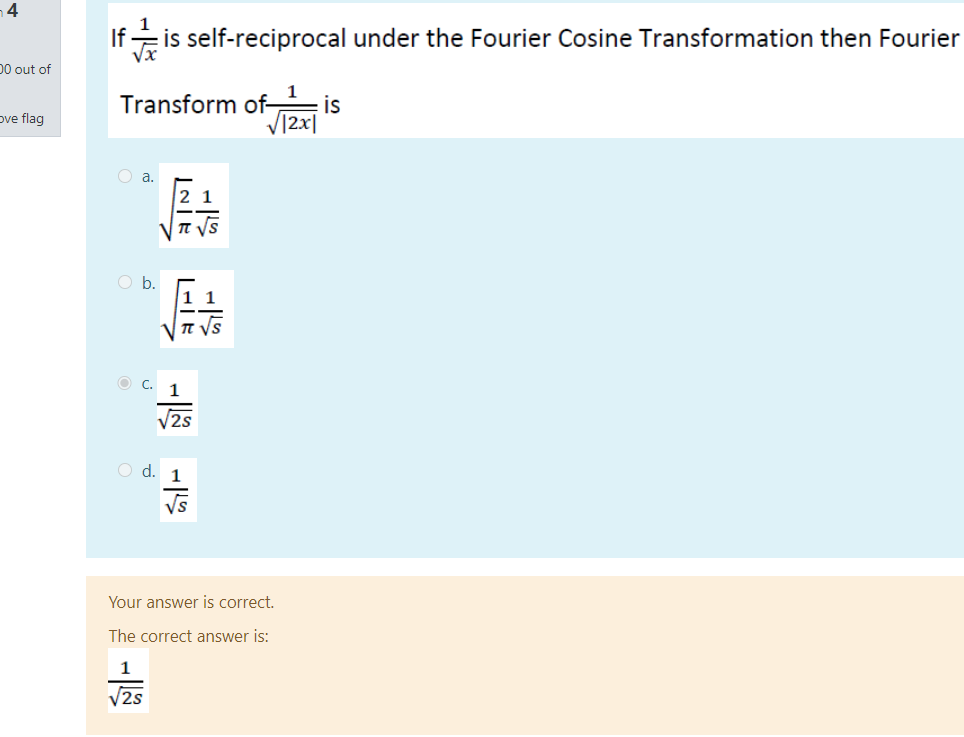 4
If 1/√x is self-reciprocal under the Fourier Cosine Transformation then Fourier
00 out of
Transform of 1/√|2x| is
ove flag
a. √(2/π) 1/√s
b. √(1/π) 1/√s
c. 1/√2s
d. 1/√s
Your answer is correct.
The correct answer is:
1/√2s